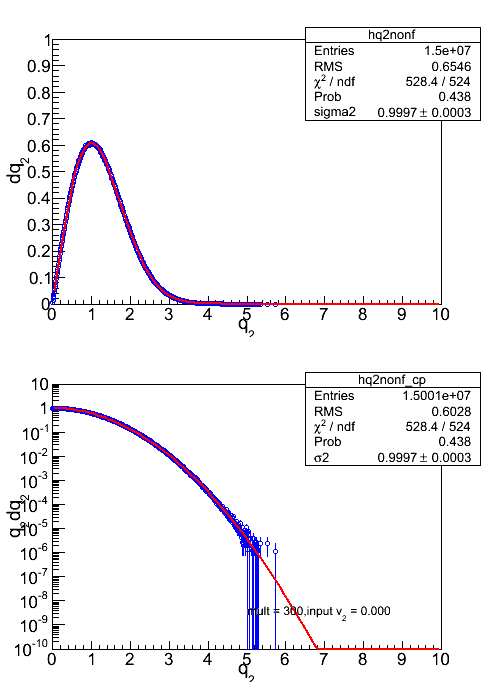 hq2nonf
Entries 1.5e+07
RMS 0.6546
χ² / ndf 528.4 / 524
Prob 0.438
sigma2 0.9997 ± 0.0003
1
0.9
0.8
0.7
0.6
0.5
0.4
0.3
0.2
0.1
0
dq₂
0 1 2 3 4 5 6 7 8 9 10
q₂
hq2nonf_cp
Entries 1.5001e+07
RMS 0.6028
χ² / ndf 528.4 / 524
Prob 0.438
σ2 0.9997 ± 0.0003
10
1
10⁻¹
10⁻²
10⁻³
10⁻⁴
10⁻⁵
10⁻⁶
10⁻⁷
10⁻⁸
10⁻⁹
10⁻¹⁰
q₂dq₂
mult = 300,input v₂ = 0.000
0 1 2 3 4 5 6 7 8 9 10
q₂